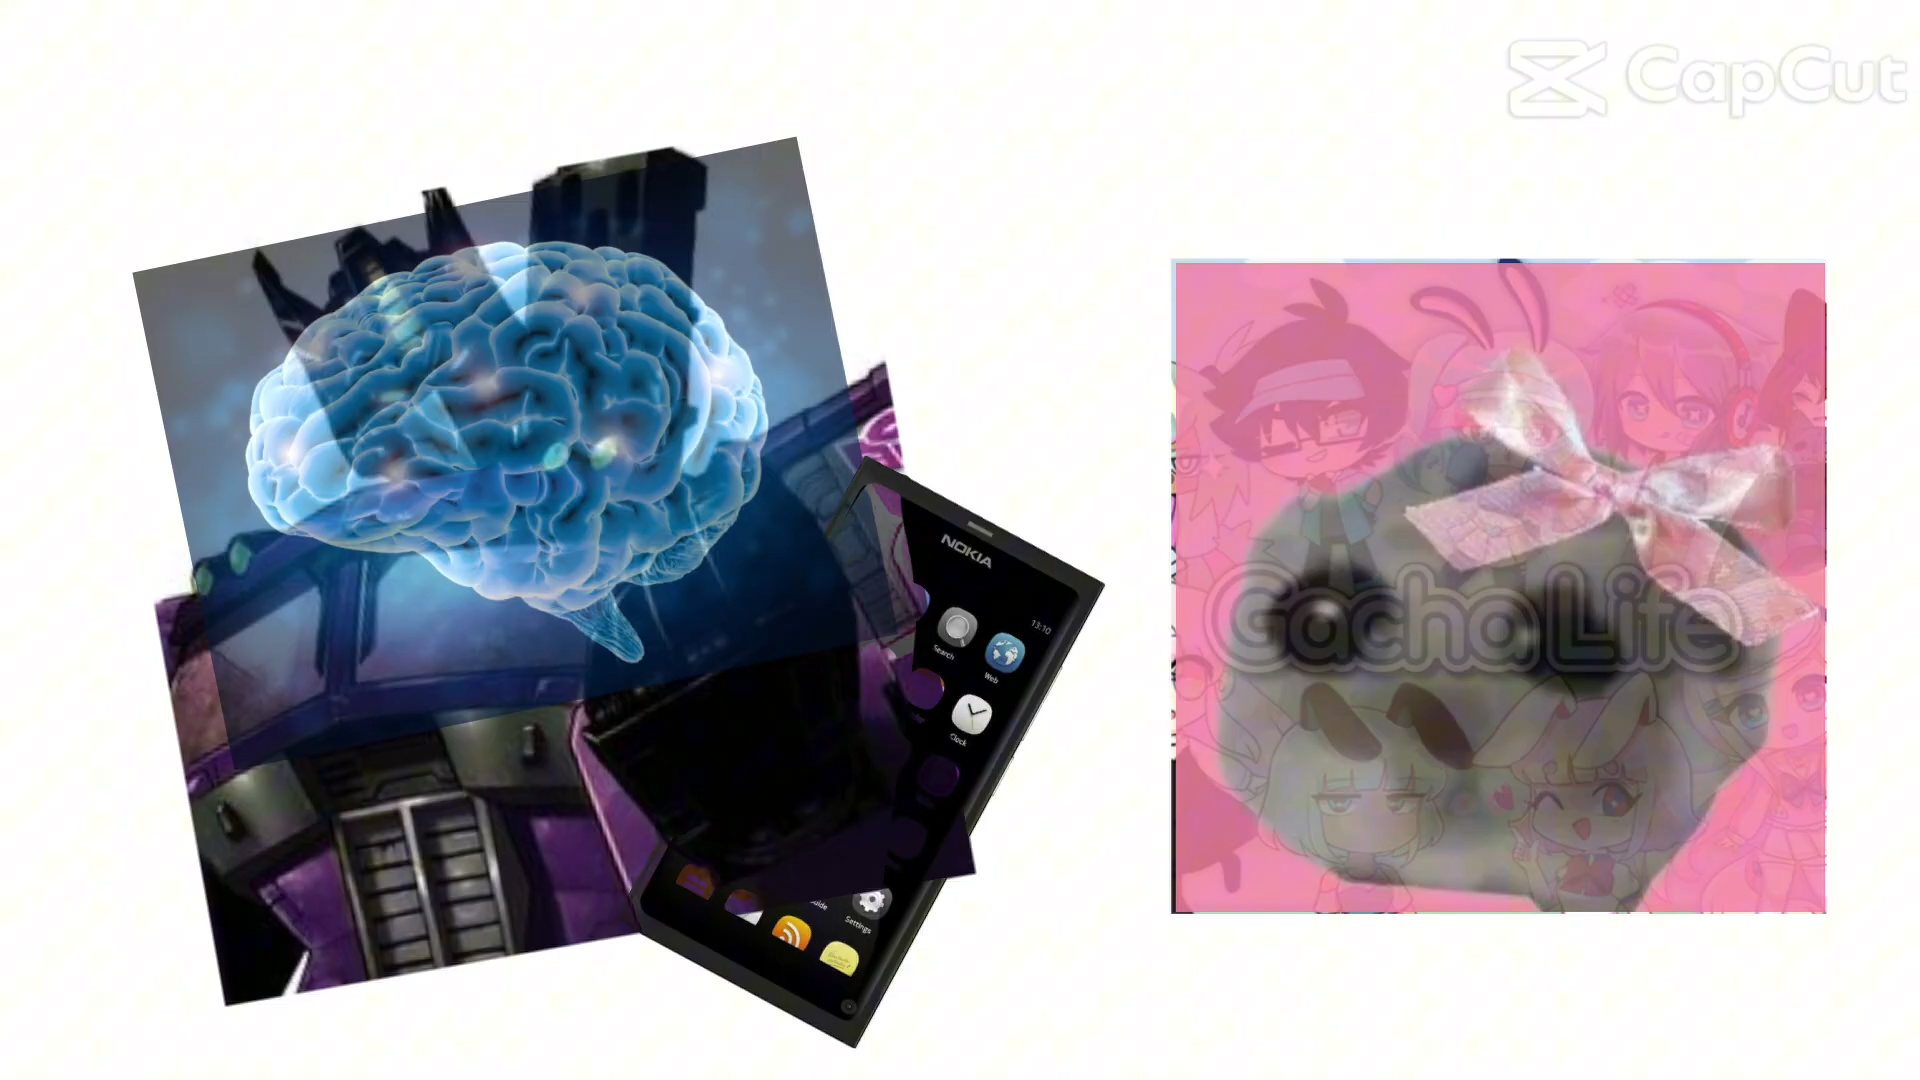 CapCut
NOKIA
13:10
Search
Web
Clock
Settings
Gacha Life